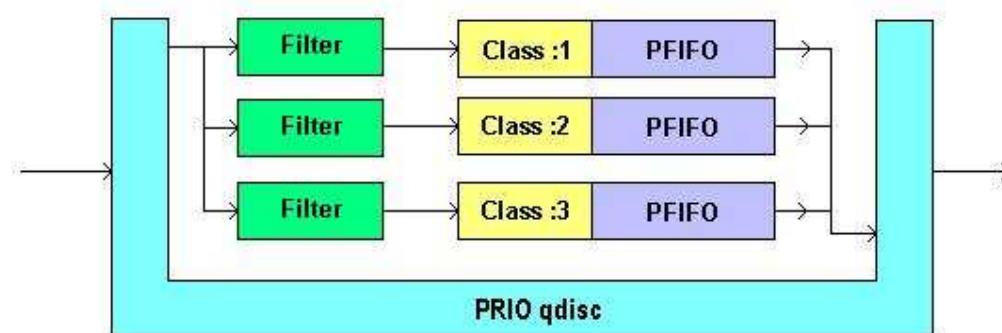 Filter Class :1 PFIFO
Filter Class :2 PFIFO
Filter Class :3 PFIFO
PRIO qdisc